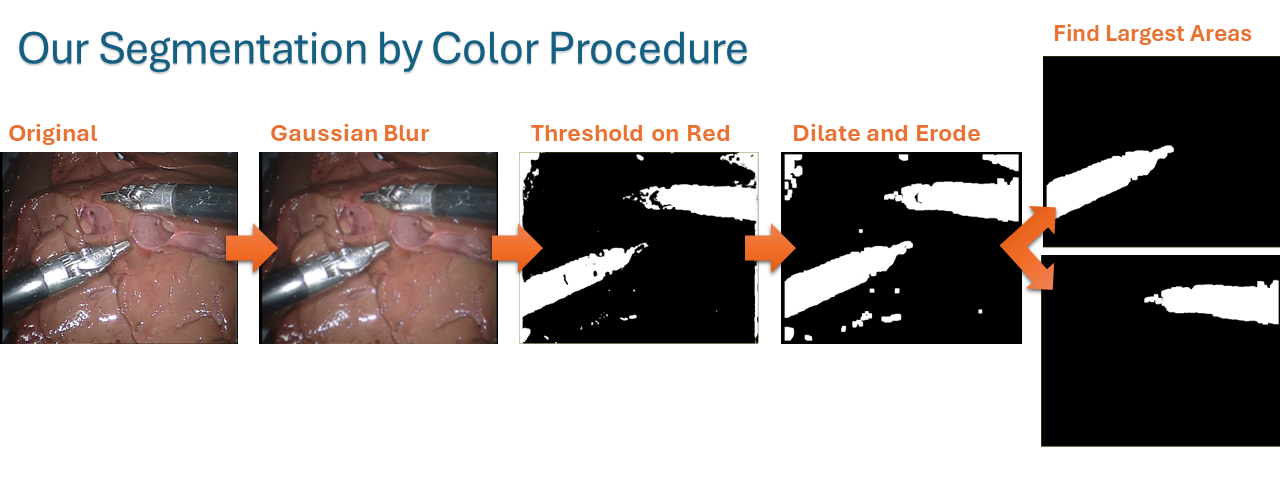 Our Segmentation by Color Procedure
Find Largest Areas
Original
Gaussian Blur
Threshold on Red
Dilate and Erode